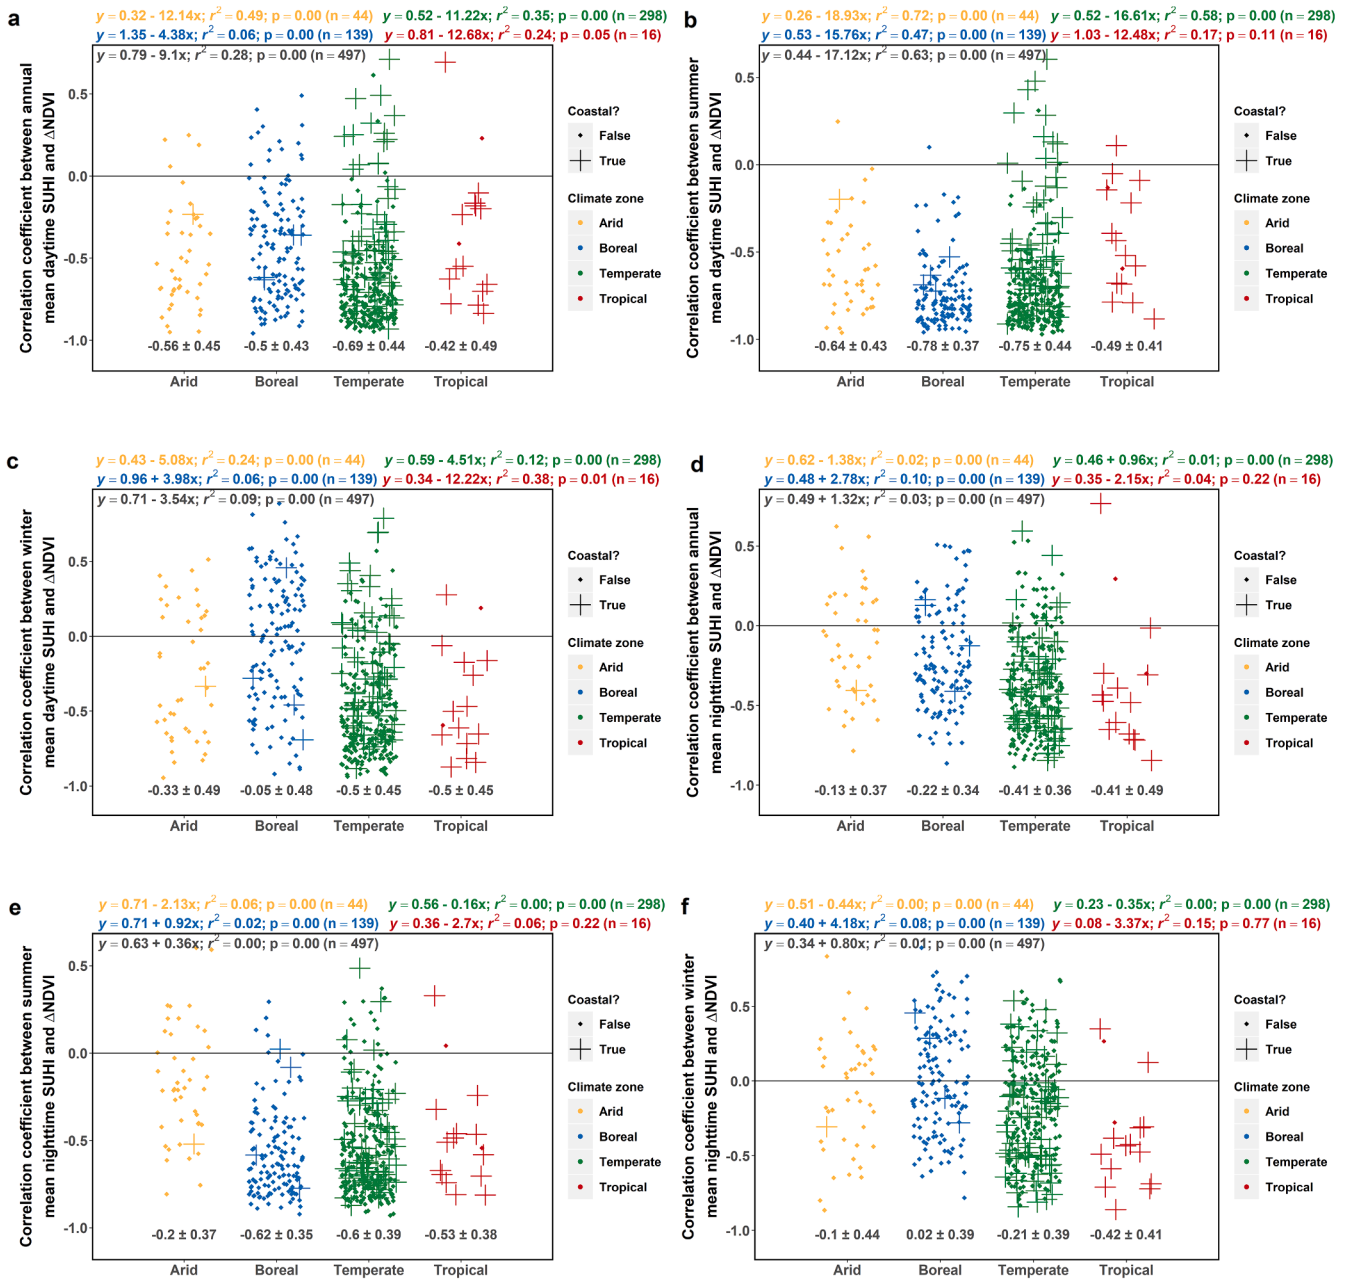 a
y = 0.32 - 12.14x; r² = 0.49; p = 0.00 (n = 44) y = 0.52 - 11.22x; r² = 0.35; p = 0.00 (n = 298)
y = 1.35 - 4.38x; r² = 0.06; p = 0.00 (n = 139) y = 0.81 - 12.68x; r² = 0.24; p = 0.05 (n = 16)
y = 0.79 - 9.1x; r² = 0.28; p = 0.00 (n = 497)
Correlation coefficient between annual
mean daytime SUHI and ΔNDVI
0.5
0.0
-0.5
-1.0
-0.56 ± 0.45 -0.5 ± 0.43 -0.69 ± 0.44 -0.42 ± 0.49
Arid Boreal Temperate Tropical
Coastal?
False
True
Climate zone
Arid
Boreal
Temperate
Tropical
b
y = 0.26 - 18.93x; r² = 0.72; p = 0.00 (n = 44) y = 0.52 - 16.61x; r² = 0.58; p = 0.00 (n = 298)
y = 0.53 - 15.76x; r² = 0.47; p = 0.00 (n = 139) y = 1.03 - 12.48x; r² = 0.17; p = 0.11 (n = 16)
y = 0.44 - 17.12x; r² = 0.63; p = 0.00 (n = 497)
Correlation coefficient between summer
mean daytime SUHI and ΔNDVI
0.5
0.0
-0.5
-1.0
-0.64 ± 0.43 -0.78 ± 0.37 -0.75 ± 0.44 -0.49 ± 0.41
Arid Boreal Temperate Tropical
Coastal?
False
True
Climate zone
Arid
Boreal
Temperate
Tropical
c
y = 0.43 - 5.08x; r² = 0.24; p = 0.00 (n = 44) y = 0.59 - 4.51x; r² = 0.12; p = 0.00 (n = 298)
y = 0.96 + 3.98x; r² = 0.06; p = 0.00 (n = 139) y = 0.34 - 12.22x; r² = 0.38; p = 0.01 (n = 16)
y = 0.71 - 3.54x; r² = 0.09; p = 0.00 (n = 497)
Correlation coefficient between winter
mean daytime SUHI and ΔNDVI
0.5
0.0
-0.5
-1.0
-0.33 ± 0.49 -0.05 ± 0.48 -0.5 ± 0.45 -0.5 ± 0.45
Arid Boreal Temperate Tropical
Coastal?
False
True
Climate zone
Arid
Boreal
Temperate
Tropical
d
y = 0.62 - 1.38x; r² = 0.02; p = 0.00 (n = 44) y = 0.46 + 0.96x; r² = 0.01; p = 0.00 (n = 298)
y = 0.48 + 2.78x; r² = 0.10; p = 0.00 (n = 139) y = 0.35 - 2.15x; r² = 0.04; p = 0.22 (n = 16)
y = 0.49 + 1.32x; r² = 0.03; p = 0.00 (n = 497)
Correlation coefficient between annual
mean nighttime SUHI and ΔNDVI
0.5
0.0
-0.5
-1.0
-0.13 ± 0.37 -0.22 ± 0.34 -0.41 ± 0.36 -0.41 ± 0.49
Arid Boreal Temperate Tropical
Coastal?
False
True
Climate zone
Arid
Boreal
Temperate
Tropical
e
y = 0.71 - 2.13x; r² = 0.06; p = 0.00 (n = 44) y = 0.56 - 0.16x; r² = 0.00; p = 0.00 (n = 298)
y = 0.71 + 0.92x; r² = 0.02; p = 0.00 (n = 139) y = 0.36 - 2.7x; r² = 0.06; p = 0.22 (n = 16)
y = 0.63 + 0.36x; r² = 0.00; p = 0.00 (n = 497)
Correlation coefficient between summer
mean nighttime SUHI and ΔNDVI
0.5
0.0
-0.5
-1.0
-0.2 ± 0.37 -0.62 ± 0.35 -0.6 ± 0.39 -0.53 ± 0.38
Arid Boreal Temperate Tropical
Coastal?
False
True
Climate zone
Arid
Boreal
Temperate
Tropical
f
y = 0.51 - 0.44x; r² = 0.00; p = 0.00 (n = 44) y = 0.23 - 0.35x; r² = 0.00; p = 0.00 (n = 298)
y = 0.40 + 4.18x; r² = 0.08; p = 0.00 (n = 139) y = 0.08 - 3.37x; r² = 0.15; p = 0.77 (n = 16)
y = 0.34 + 0.80x; r² = 0.01; p = 0.00 (n = 497)
Correlation coefficient between winter
mean nighttime SUHI and ΔNDVI
0.5
0.0
-0.5
-1.0
-0.1 ± 0.44 0.02 ± 0.39 -0.21 ± 0.39 -0.42 ± 0.41
Arid Boreal Temperate Tropical
Coastal?
False
True
Climate zone
Arid
Boreal
Temperate
Tropical